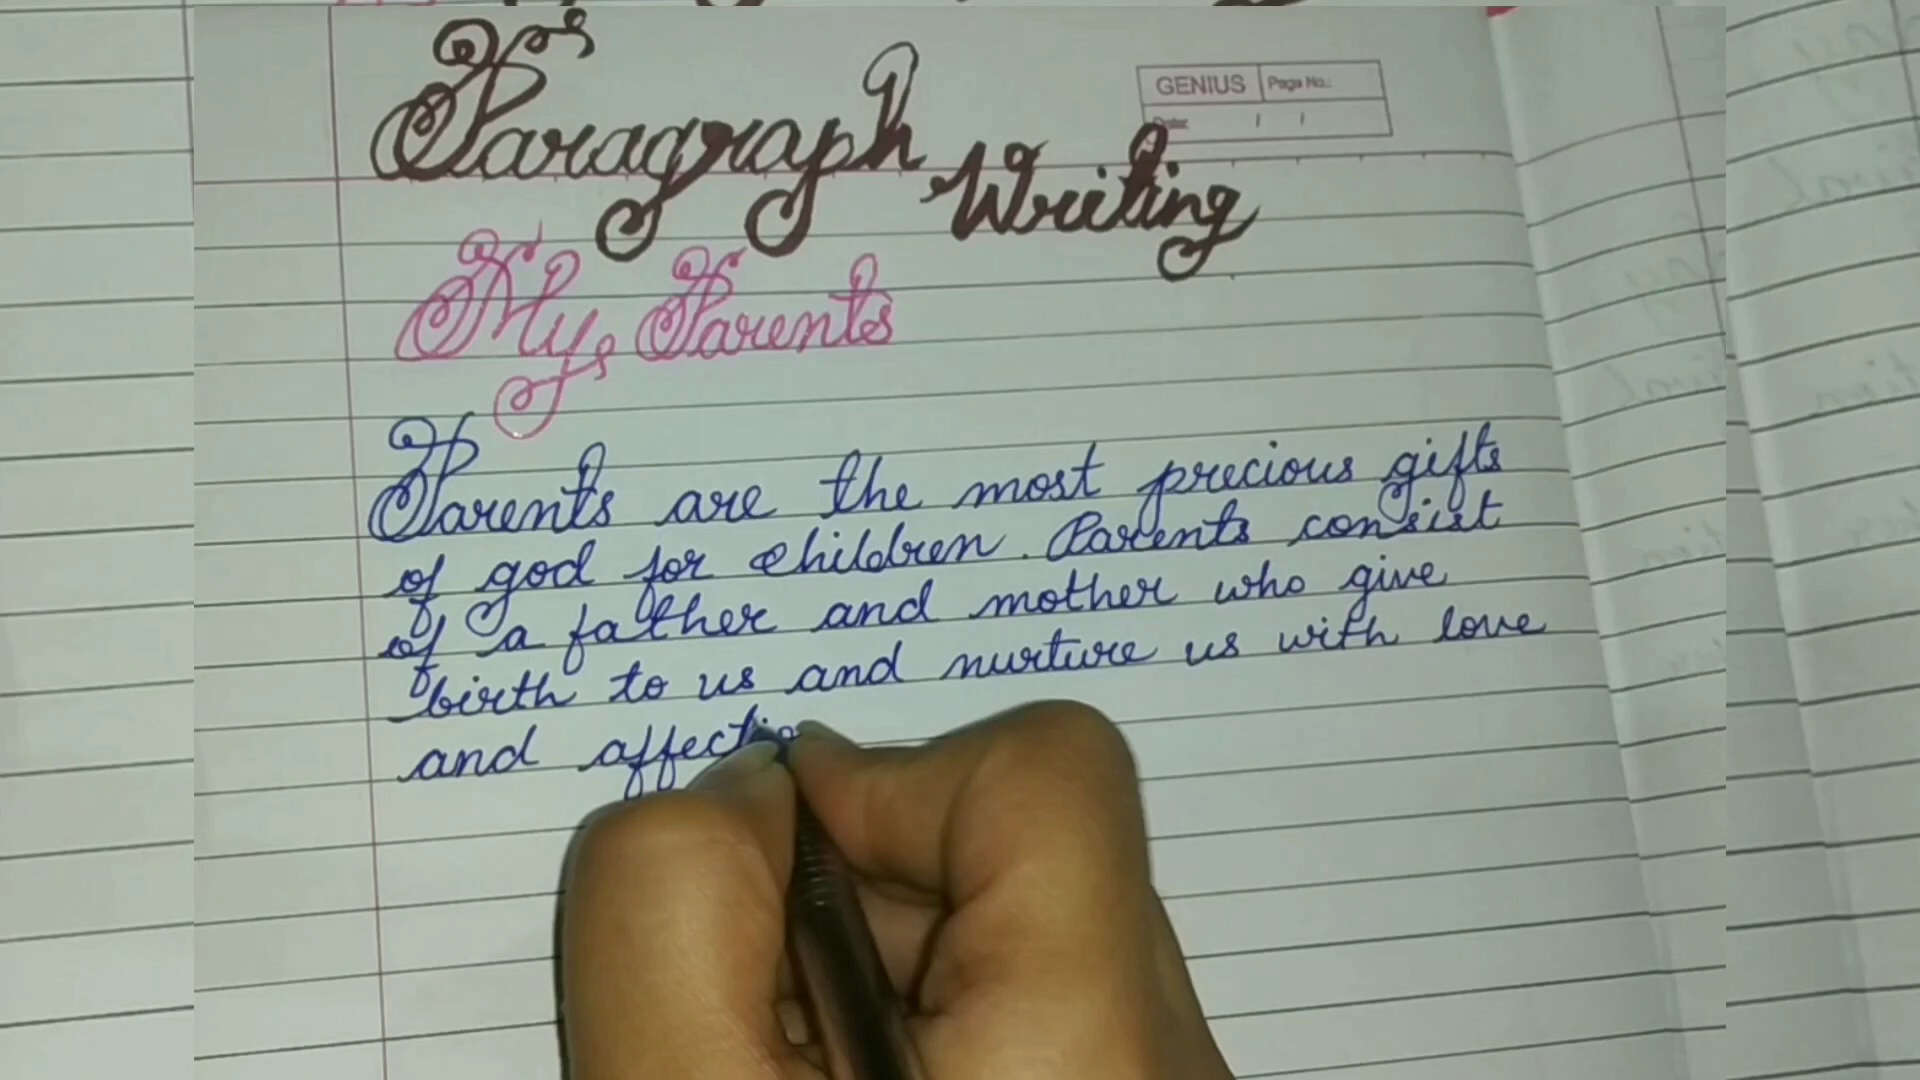 Paragraph Writing
GENIUS Page No.:
Date: / /
My Parents
Parents are the most precious gifts
of god for children. Parents consist
of a father and mother who give
birth to us and nurture us with love
and affectio